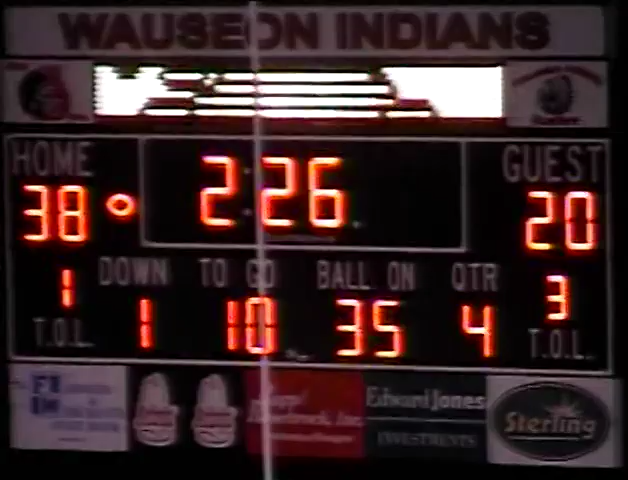 WAUSEON INDIANS
HOME 2:26 GUEST
38 20
1 DOWN TO GO BALL ON QTR 3
T.O.L. 1 10 35 4 T.O.L.
Edward Jones
INVESTMENTS
Sterling